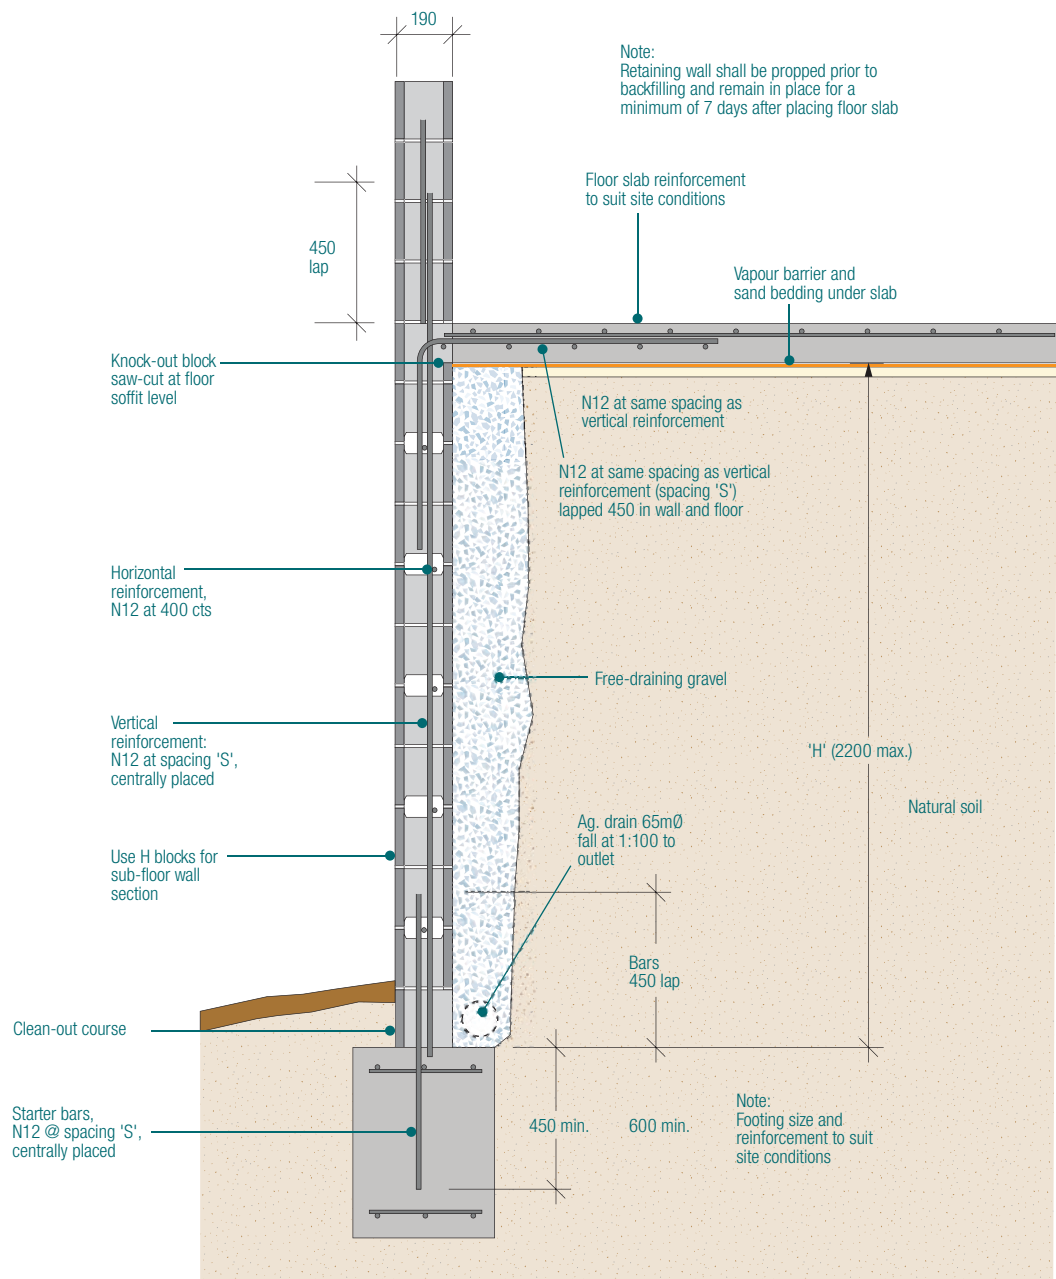 190
Note:
Retaining wall shall be propped prior to
backfilling and remain in place for a
minimum of 7 days after placing floor slab
Floor slab reinforcement
to suit site conditions
450
lap
Vapour barrier and
sand bedding under slab
Knock-out block
saw-cut at floor
soffit level
N12 at same spacing as
vertical reinforcement
N12 at same spacing as vertical
reinforcement (spacing 'S')
lapped 450 in wall and floor
Horizontal
reinforcement,
N12 at 400 cts
Free-draining gravel
Vertical
reinforcement:
N12 at spacing 'S',
centrally placed
'H' (2200 max.)
Natural soil
Ag. drain 65mØ
fall at 1:100 to
outlet
Use H blocks for
sub-floor wall
section
Bars
450 lap
Clean-out course
Starter bars,
N12 @ spacing 'S',
centrally placed
450 min.
600 min.
Note:
Footing size and
reinforcement to suit
site conditions